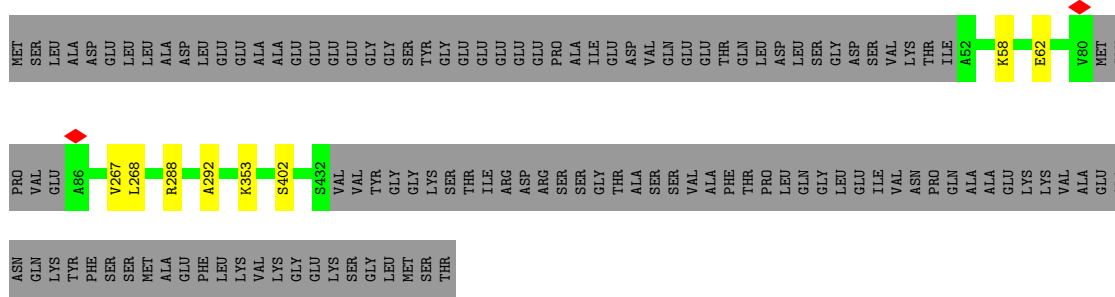 MET SER LEU ALA ASP GLU LEU LEU ALA ASP LEU GLU GLU ALA ALA GLU GLU GLU GLU GLY GLY SER TYR GLY GLU GLU GLU GLU GLU PRO ALA ILE GLU ASP VAL GLN GLU GLU THR GLN LEU ASP LEU SER GLY ASP SER VAL LYS THR ILE A52 K58 E62 V80 MET
PRO VAL GLU A86 V267 L268 R288 A292 K353 S402 S432 VAL VAL TYR GLY GLY LYS SER THR ILE ARG ASP ARG SER SER GLY THR ALA SER SER VAL ALA PHE THR PRO LEU GLN GLY LEU GLU ILE VAL ASN PRO GLN ALA ALA GLU LYS LYS VAL ALA GLU
ASN GLN LYS TYR PHE SER SER MET ALA GLU PHE LEU LYS VAL LYS GLY GLU LYS SER GLY LEU MET SER THR